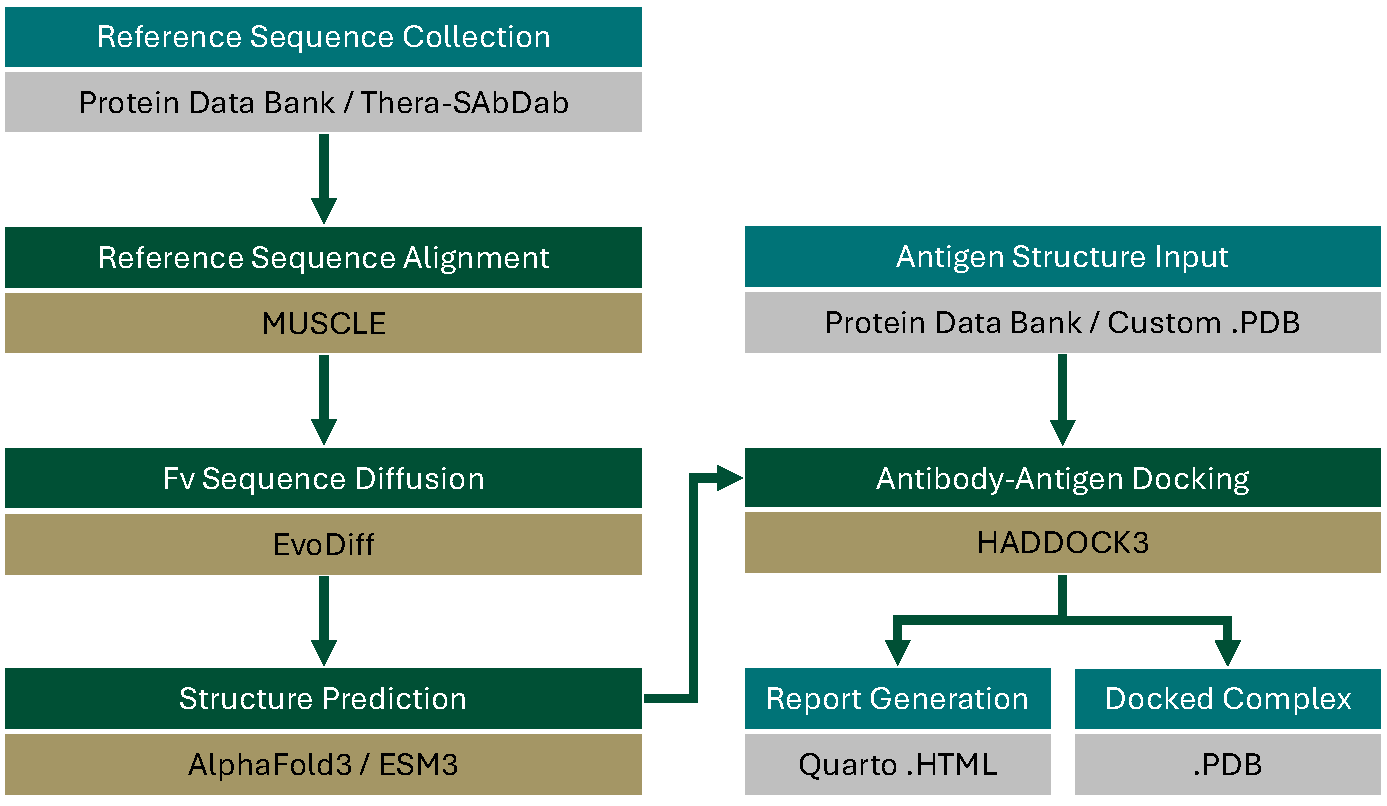 Reference Sequence Collection
Protein Data Bank / Thera-SAbDab
Reference Sequence Alignment
MUSCLE
Fv Sequence Diffusion
EvoDiff
Structure Prediction
AlphaFold3 / ESM3
Antigen Structure Input
Protein Data Bank / Custom .PDB
Antibody-Antigen Docking
HADDOCK3
Report Generation
Quarto .HTML
Docked Complex
.PDB